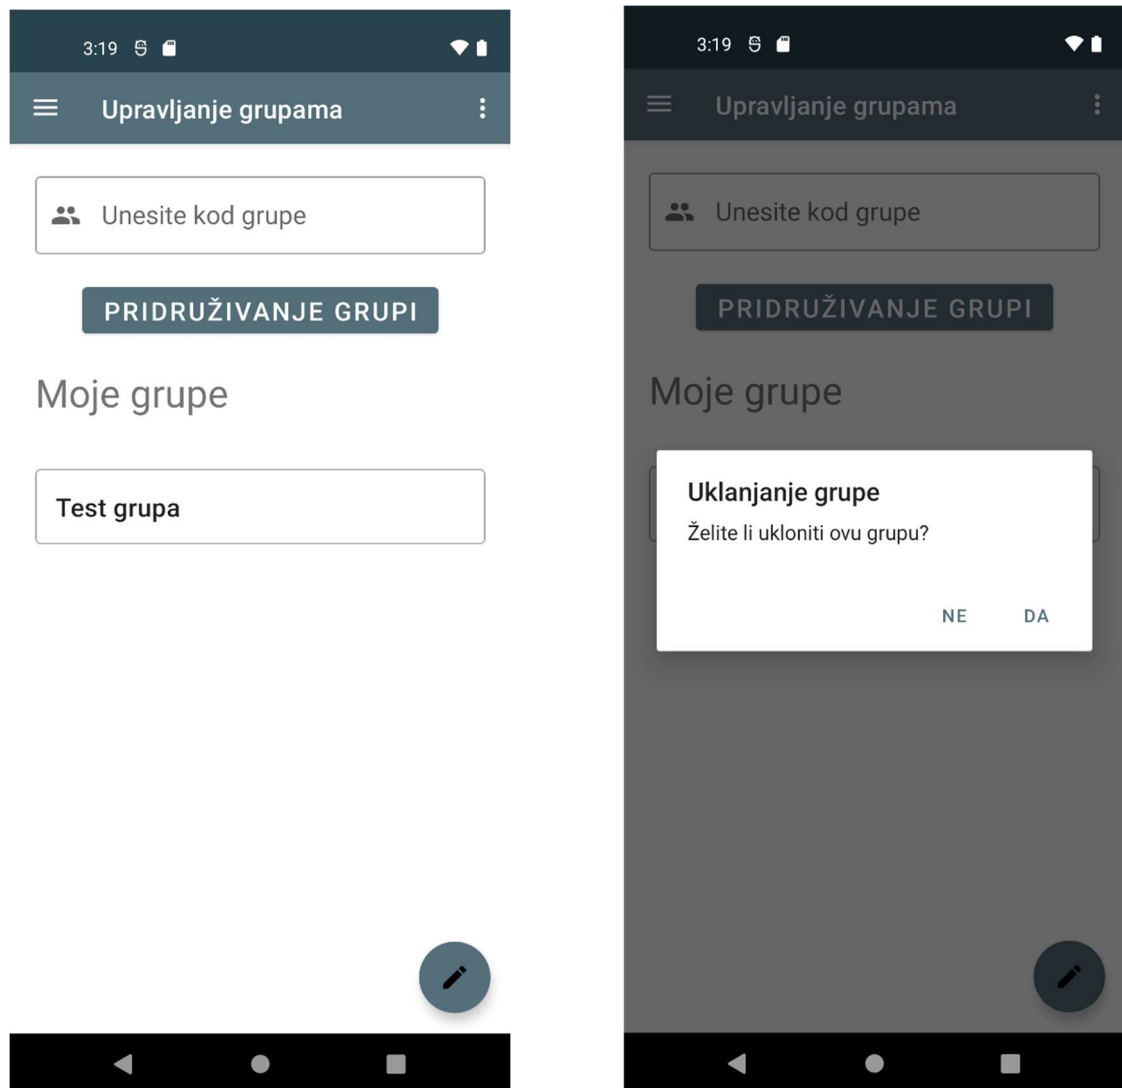 3:19
Upravljanje grupama
Unesite kod grupe
PRIDRUŽIVANJE GRUPI
Moje grupe
Test grupa
3:19
Upravljanje grupama
Unesite kod grupe
PRIDRUŽIVANJE GRUPI
Moje grupe
Uklanjanje grupe
Želite li ukloniti ovu grupu?
NE DA